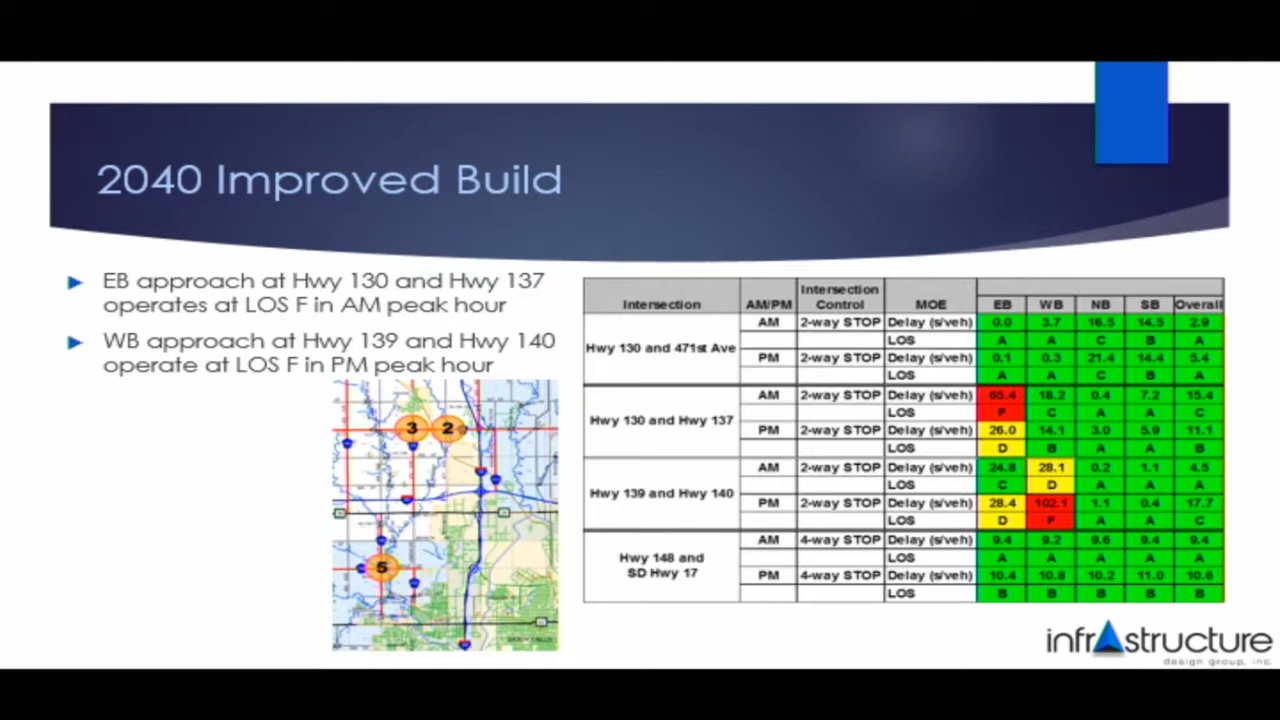 2040 Improved Build
EB approach at Hwy 130 and Hwy 137
operates at LOS F in AM peak hour
WB approach at Hwy 139 and Hwy 140
operate at LOS F in PM peak hour
3 2
5
Intersection AM/PM Intersection Control MOE EB WB NB SB Overall
Hwy 130 and 471st Ave AM 2-way STOP Delay (s/veh) 0.0 3.7 16.5 14.5 2.9
LOS A A C B A
PM 2-way STOP Delay (s/veh) 0.1 0.3 21.4 14.4 5.4
LOS A A C B A
Hwy 130 and Hwy 137 AM 2-way STOP Delay (s/veh) 65.4 18.2 0.4 7.2 15.4
LOS F C A A C
PM 2-way STOP Delay (s/veh) 26.0 14.1 3.0 5.9 11.1
LOS D B A A B
Hwy 139 and Hwy 140 AM 2-way STOP Delay (s/veh) 24.8 28.1 0.2 1.1 4.5
LOS C D A A A
PM 2-way STOP Delay (s/veh) 28.4 102.1 1.1 0.4 17.7
LOS D F A A C
Hwy 148 and SD Hwy 17 AM 4-way STOP Delay (s/veh) 9.4 9.2 9.6 9.4 9.4
LOS A A A A A
PM 4-way STOP Delay (s/veh) 10.4 10.8 10.2 11.0 10.6
LOS B B B B B
infrAstructure
design group, inc.